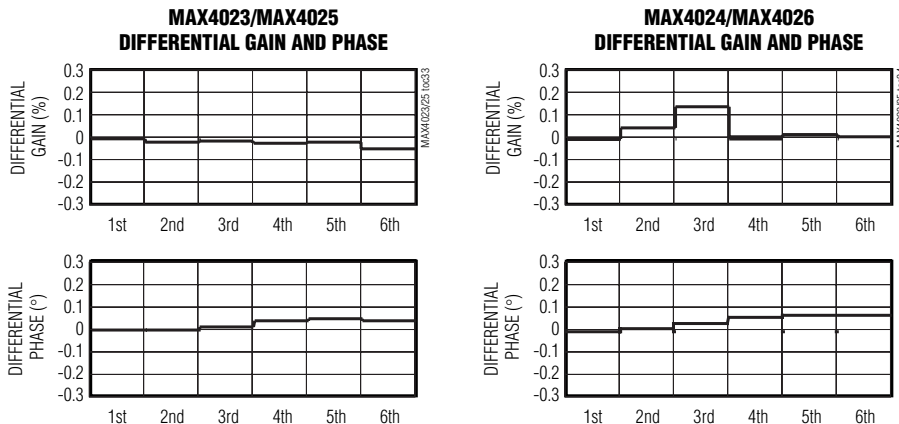 MAX4023/MAX4025
DIFFERENTIAL GAIN AND PHASE
0.3
0.2
0.1
0
-0.1
-0.2
-0.3
DIFFERENTIAL
GAIN (%)
MAX4023/25 toc33
1st 2nd 3rd 4th 5th 6th
0.3
0.2
0.1
0
-0.1
-0.2
-0.3
DIFFERENTIAL
PHASE (°)
1st 2nd 3rd 4th 5th 6th
MAX4024/MAX4026
DIFFERENTIAL GAIN AND PHASE
0.3
0.2
0.1
0
-0.1
-0.2
-0.3
DIFFERENTIAL
GAIN (%)
1st 2nd 3rd 4th 5th 6th
0.3
0.2
0.1
0
-0.1
-0.2
-0.3
DIFFERENTIAL
PHASE (°)
1st 2nd 3rd 4th 5th 6th